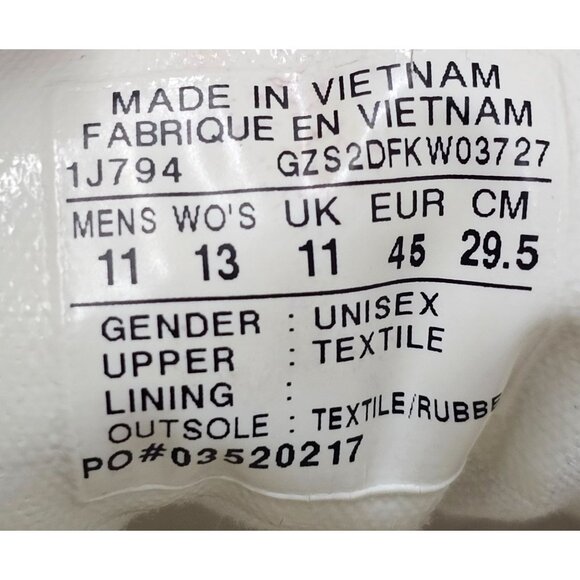 MADE IN VIETNAM
FABRIQUE EN VIETNAM
1J794 GZS2DFKW03727
MENS WO'S UK EUR CM
11 13 11 45 29.5
GENDER : UNISEX
UPPER : TEXTILE
LINING :
OUTSOLE : TEXTILE/RUBBE
PO#03520217